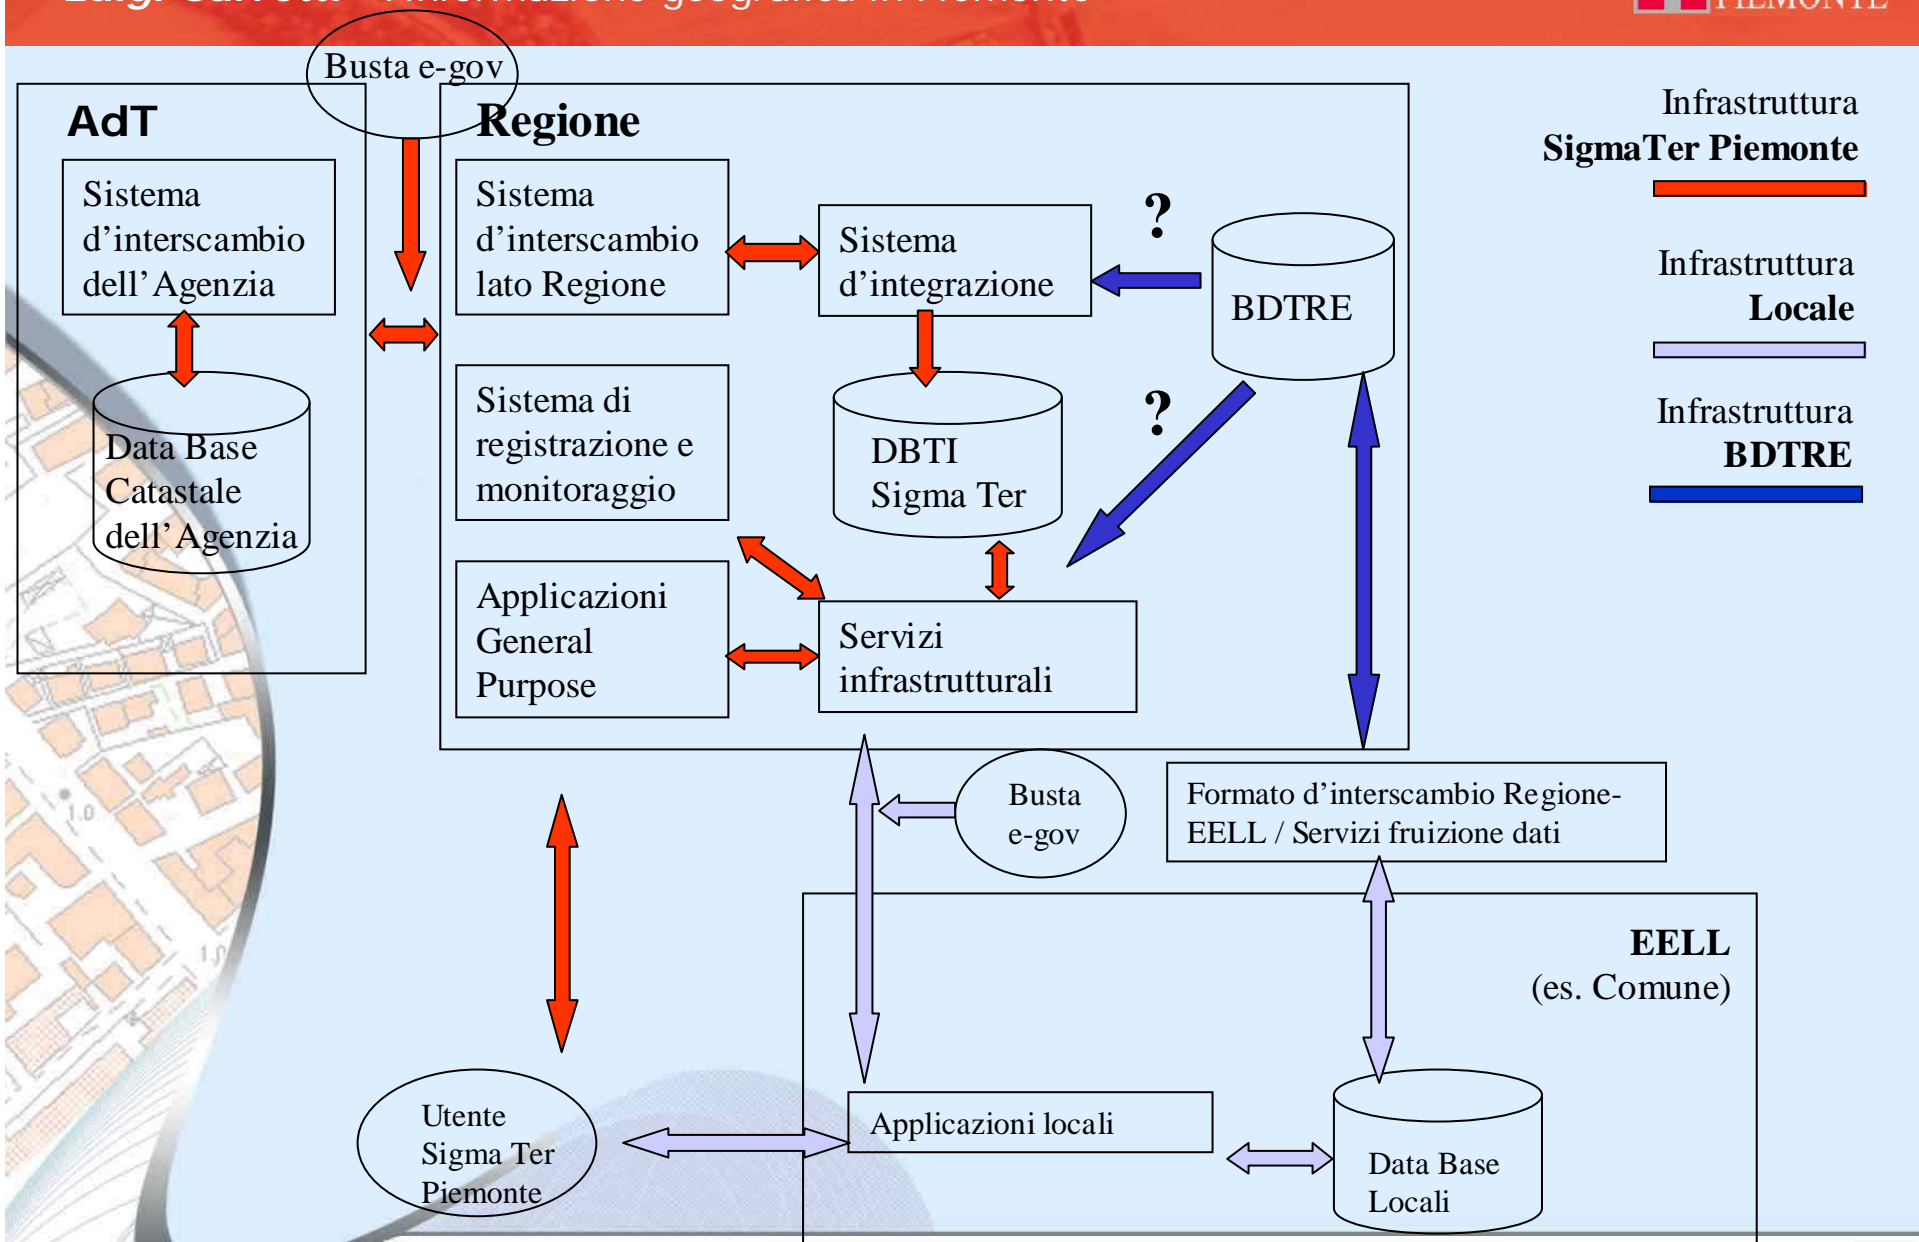 Busta e-gov
AdT
Regione
Infrastruttura
SigmaTer Piemonte
Sistema
d’interscambio
dell’Agenzia
Sistema
d’interscambio
lato Regione
Sistema
d’integrazione
?
BDTRE
Infrastruttura
Locale
Data Base
Catastale
dell’Agenzia
Sistema di
registrazione e
monitoraggio
DBTI
Sigma Ter
?
Infrastruttura
BDTRE
Applicazioni
General
Purpose
Servizi
infrastrutturali
Busta
e-gov
Formato d’interscambio Regione-
EELL / Servizi fruizione dati
EELL
(es. Comune)
Utente
Sigma Ter
Piemonte
Applicazioni locali
Data Base
Locali
1.0
PIEMONTE